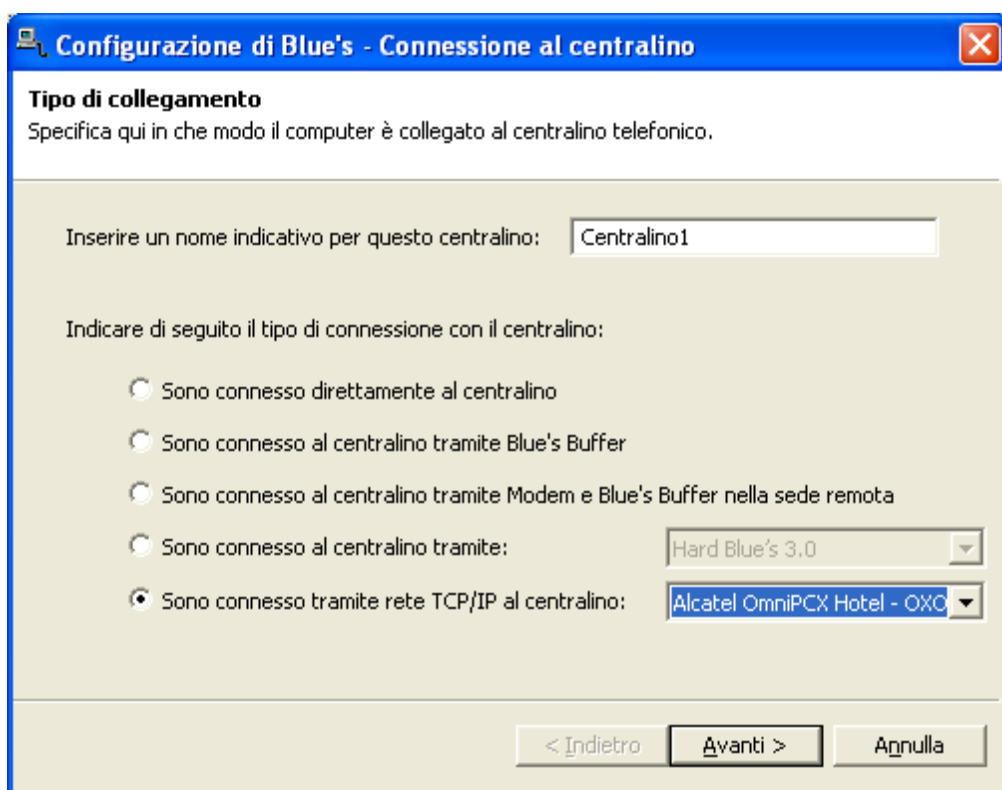 Configurazione di Blue's - Connessione al centralino
Tipo di collegamento
Specifica qui in che modo il computer è collegato al centralino telefonico.
Inserire un nome indicativo per questo centralino: Centralino1
Indicare di seguito il tipo di connessione con il centralino:
Sono connesso direttamente al centralino
Sono connesso al centralino tramite Blue's Buffer
Sono connesso al centralino tramite Modem e Blue's Buffer nella sede remota
Sono connesso al centralino tramite: Hard Blue's 3.0
Sono connesso tramite rete TCP/IP al centralino: Alcatel OmniPCX Hotel - OXO
< Indietro Avanti > Annulla